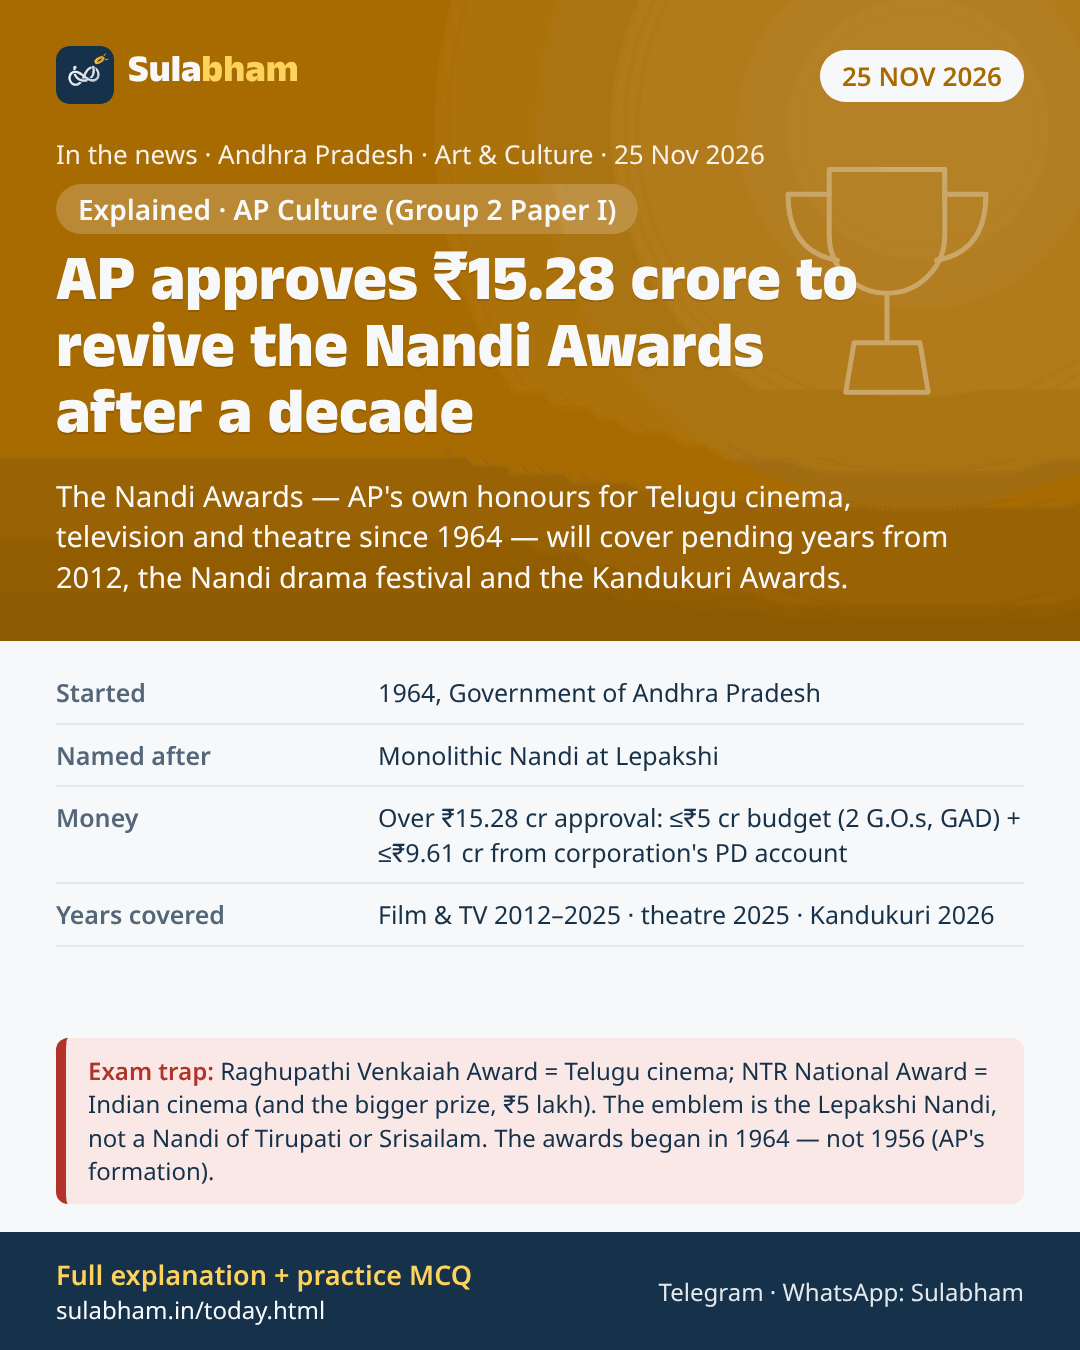 Sulabham
25 NOV 2026
In the news · Andhra Pradesh · Art & Culture · 25 Nov 2026
Explained · AP Culture (Group 2 Paper I)
AP approves ₹15.28 crore to
revive the Nandi Awards
after a decade
The Nandi Awards — AP's own honours for Telugu cinema,
television and theatre since 1964 — will cover pending years from
2012, the Nandi drama festival and the Kandukuri Awards.
Started 1964, Government of Andhra Pradesh
Named after Monolithic Nandi at Lepakshi
Money Over ₹15.28 cr approval: ≤₹5 cr budget (2 G.O.s, GAD) +
≤₹9.61 cr from corporation's PD account
Years covered Film & TV 2012–2025 · theatre 2025 · Kandukuri 2026
Exam trap: Raghupathi Venkaiah Award = Telugu cinema; NTR National Award =
Indian cinema (and the bigger prize, ₹5 lakh). The emblem is the Lepakshi Nandi,
not a Nandi of Tirupati or Srisailam. The awards began in 1964 — not 1956 (AP's
formation).
Full explanation + practice MCQ
sulabham.in/today.html
Telegram · WhatsApp: Sulabham